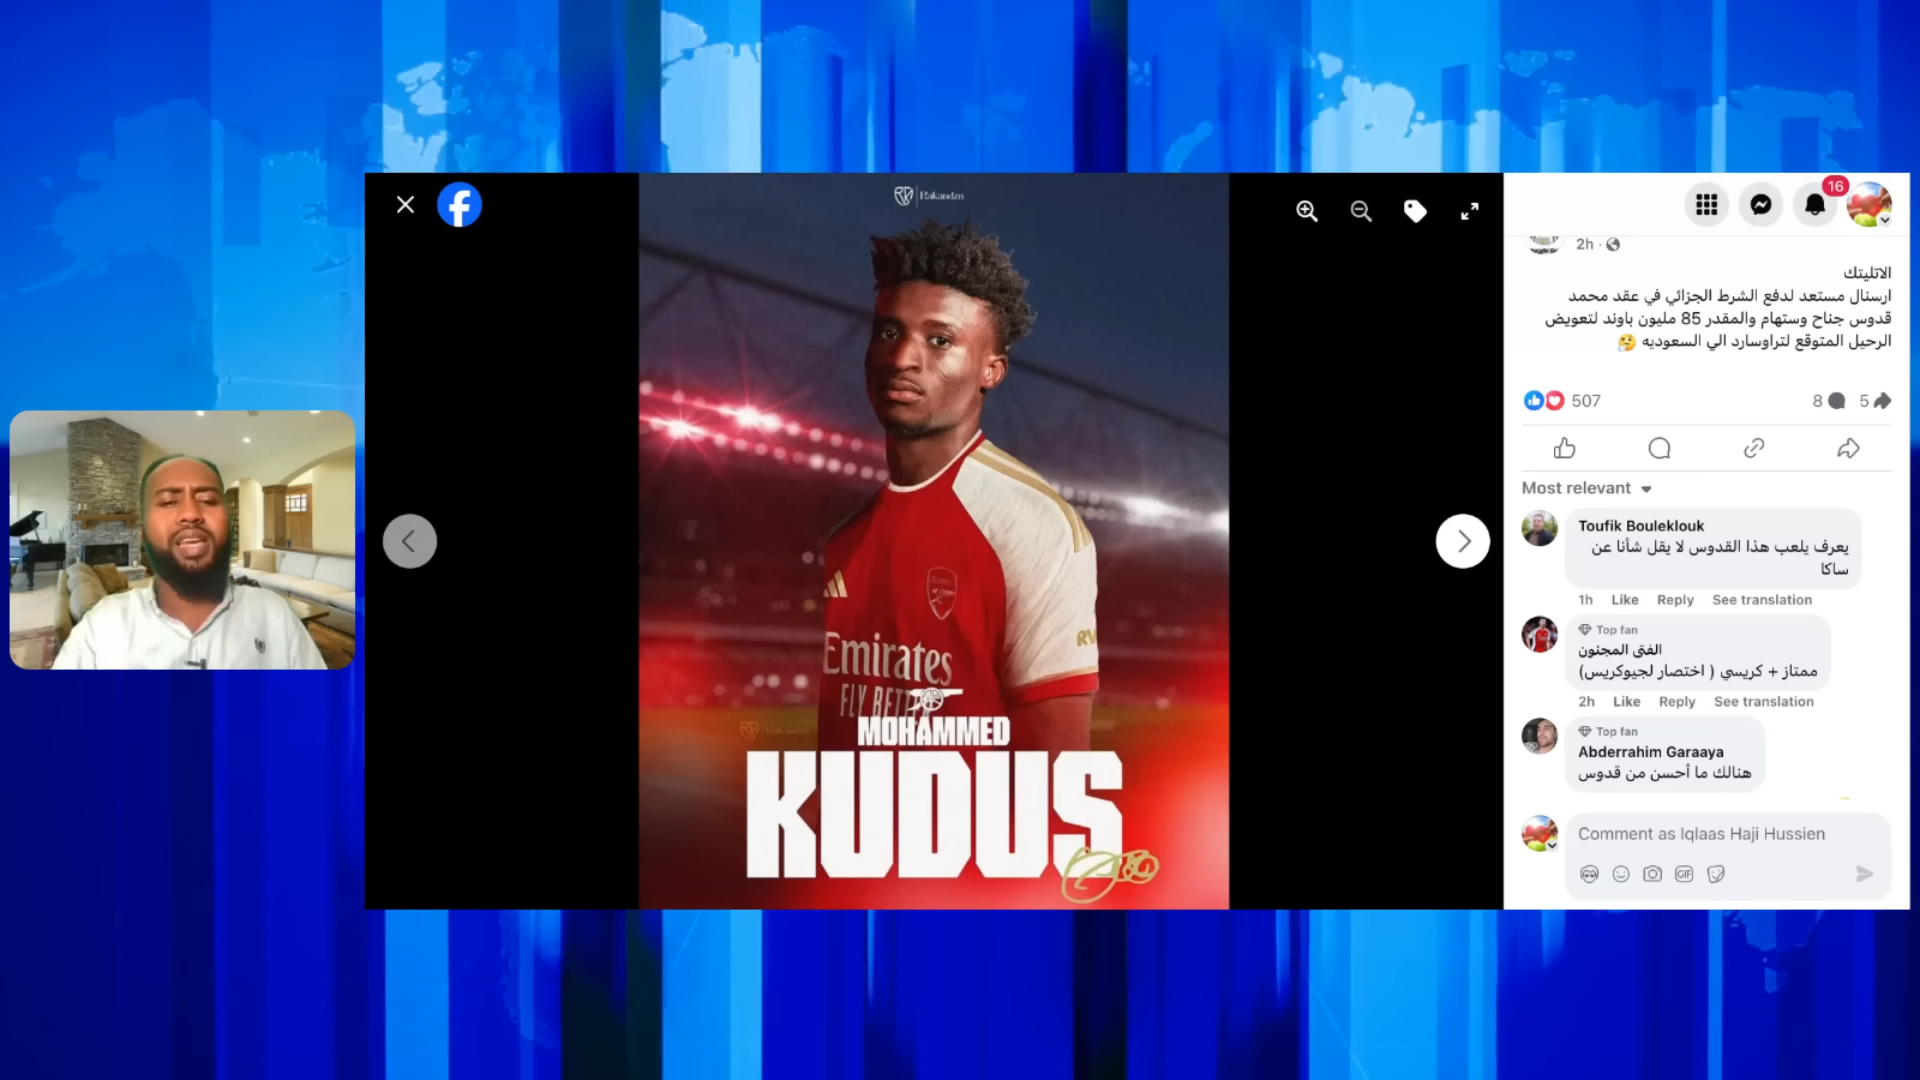 Rakandzn
Emirates
FLY BETTER
RV
MOHAMMED
KUDUS
16
2h
الاتليتك
ارسنال مستعد لدفع الشرط الجزائي في عقد محمد
قدوس جناح وستهام والمقدر 85 مليون باوند لتعويض
الرحيل المتوقع لتراوسارد الي السعوديه 🤔
507
8
5
Most relevant
Toufik Bouleklouk
يعرف يلعب هذا القدوس لا يقل شأنا عن
ساكا
1h Like Reply See translation
Top fan
الفتى المجنون
ممتاز + كريسي ( اختصار لجيوكريس)
2h Like Reply See translation
Top fan
Abderrahim Garaaya
هنالك ما أحسن من قدوس
Comment as Iqlaas Haji Hussien
GIF